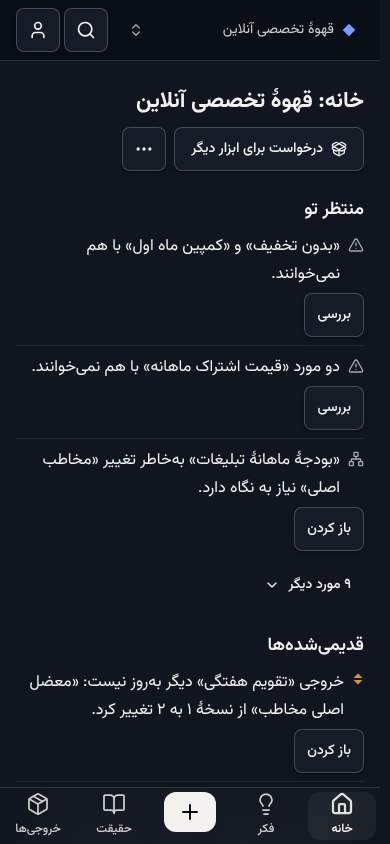 قهوهٔ تخصصی آنلاین
خانه: قهوهٔ تخصصی آنلاین
درخواست برای ابزار دیگر
منتظر تو
«بدون تخفیف» و «کمپین ماه اول» با هم
نمی‌خوانند.
بررسی
دو مورد «قیمت اشتراک ماهانه» با هم نمی‌خوانند.
بررسی
«بودجهٔ ماهانهٔ تبلیغات» به‌خاطر تغییر «مخاطب
اصلی» نیاز به نگاه دارد.
باز کردن
۹ مورد دیگر
قدیمی‌شده‌ها
خروجی «تقویم هفتگی» دیگر به‌روز نیست: «معضل
اصلی مخاطب» از نسخهٔ ۱ به ۲ تغییر کرد.
باز کردن
خانه
فکر
حقیقت
خروجی‌ها